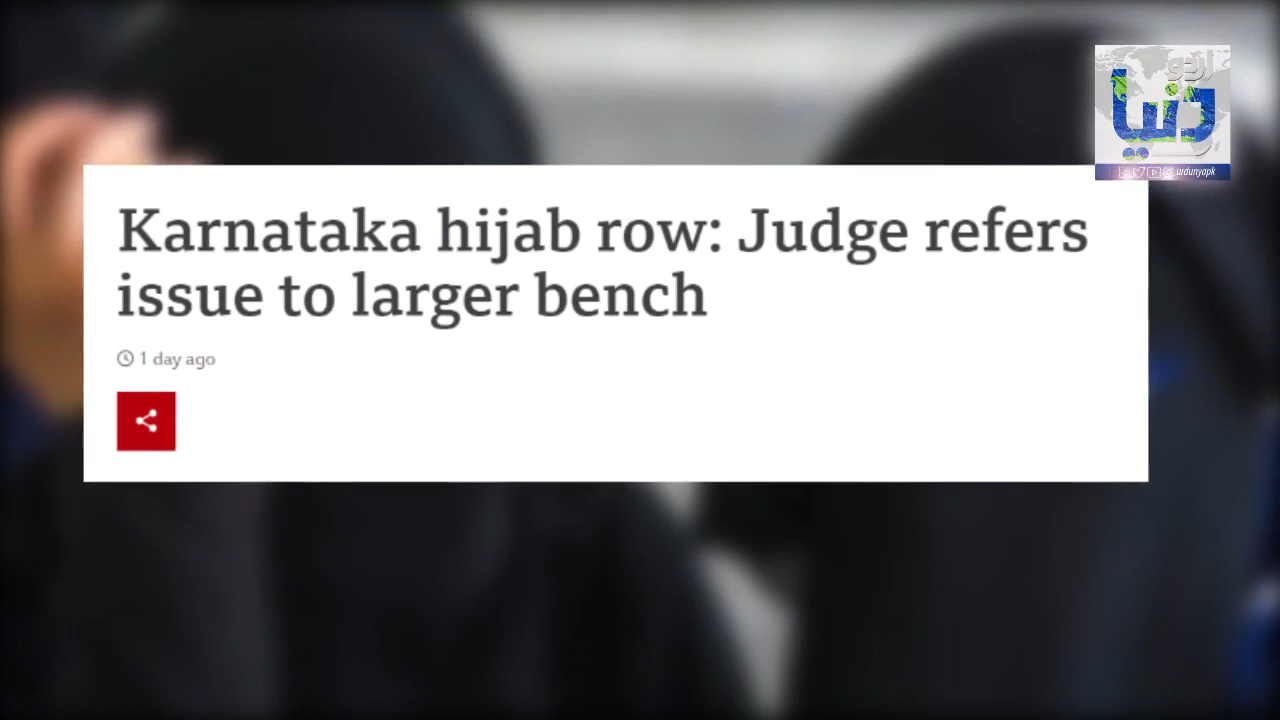 اردو
دنیا
urdunyapk
Karnataka hijab row: Judge refers
issue to larger bench
1 day ago